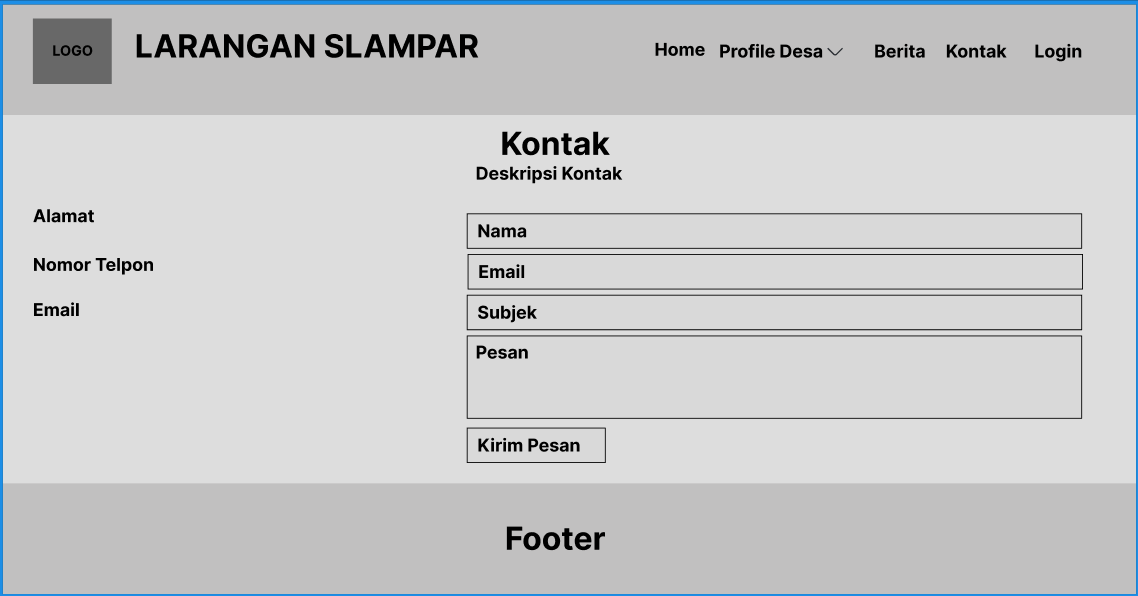 LOGO
LARANGAN SLAMPAR
Home Profile Desa Berita Kontak Login
Kontak
Deskripsi Kontak
Alamat
Nomor Telpon
Email
Nama
Email
Subjek
Pesan
Kirim Pesan
Footer